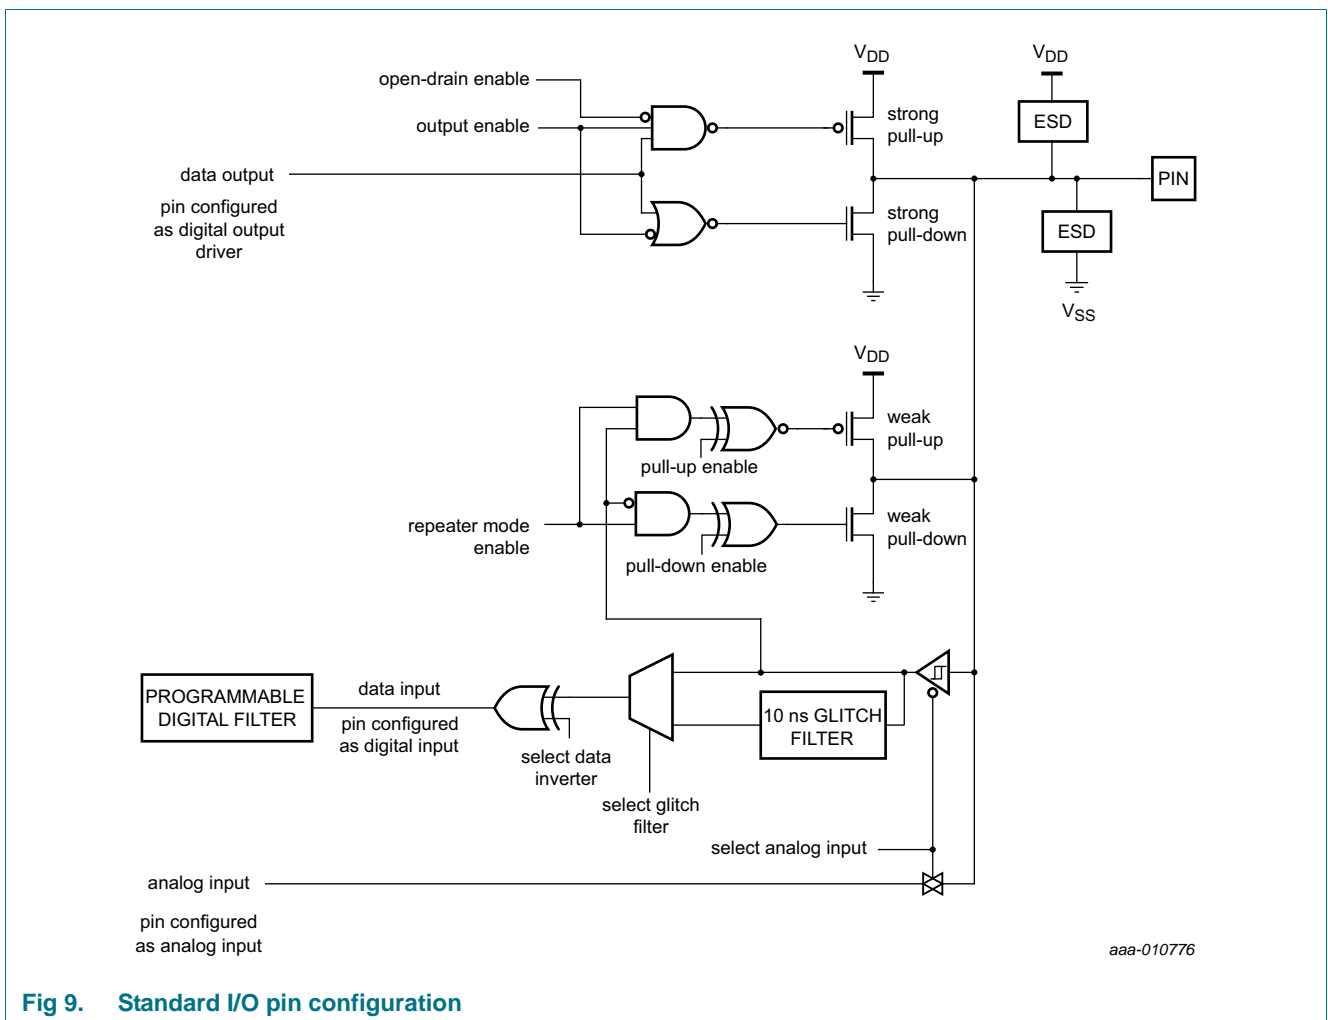 VDD
VDD
open-drain enable
strong
pull-up
ESD
output enable
data output
PIN
pin configured
as digital output
driver
strong
pull-down
ESD
VSS
VDD
weak
pull-up
pull-up enable
repeater mode
enable
weak
pull-down
pull-down enable
PROGRAMMABLE
DIGITAL FILTER
data input
pin configured
as digital input
10 ns GLITCH
FILTER
select data
inverter
select glitch
filter
select analog input
analog input
pin configured
as analog input
aaa-010776
Fig 9. Standard I/O pin configuration